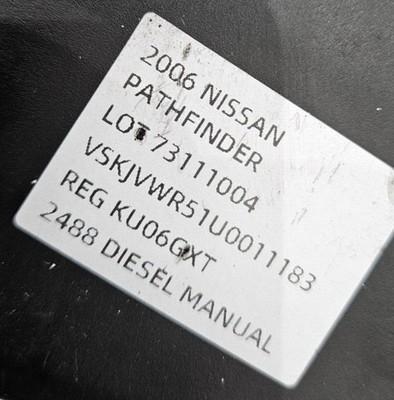 2006 NISSAN
PATHFINDER
LOT 73111004
VSKJVWR51U0011183
REG KU06GXT
2488 DIESEL MANUAL